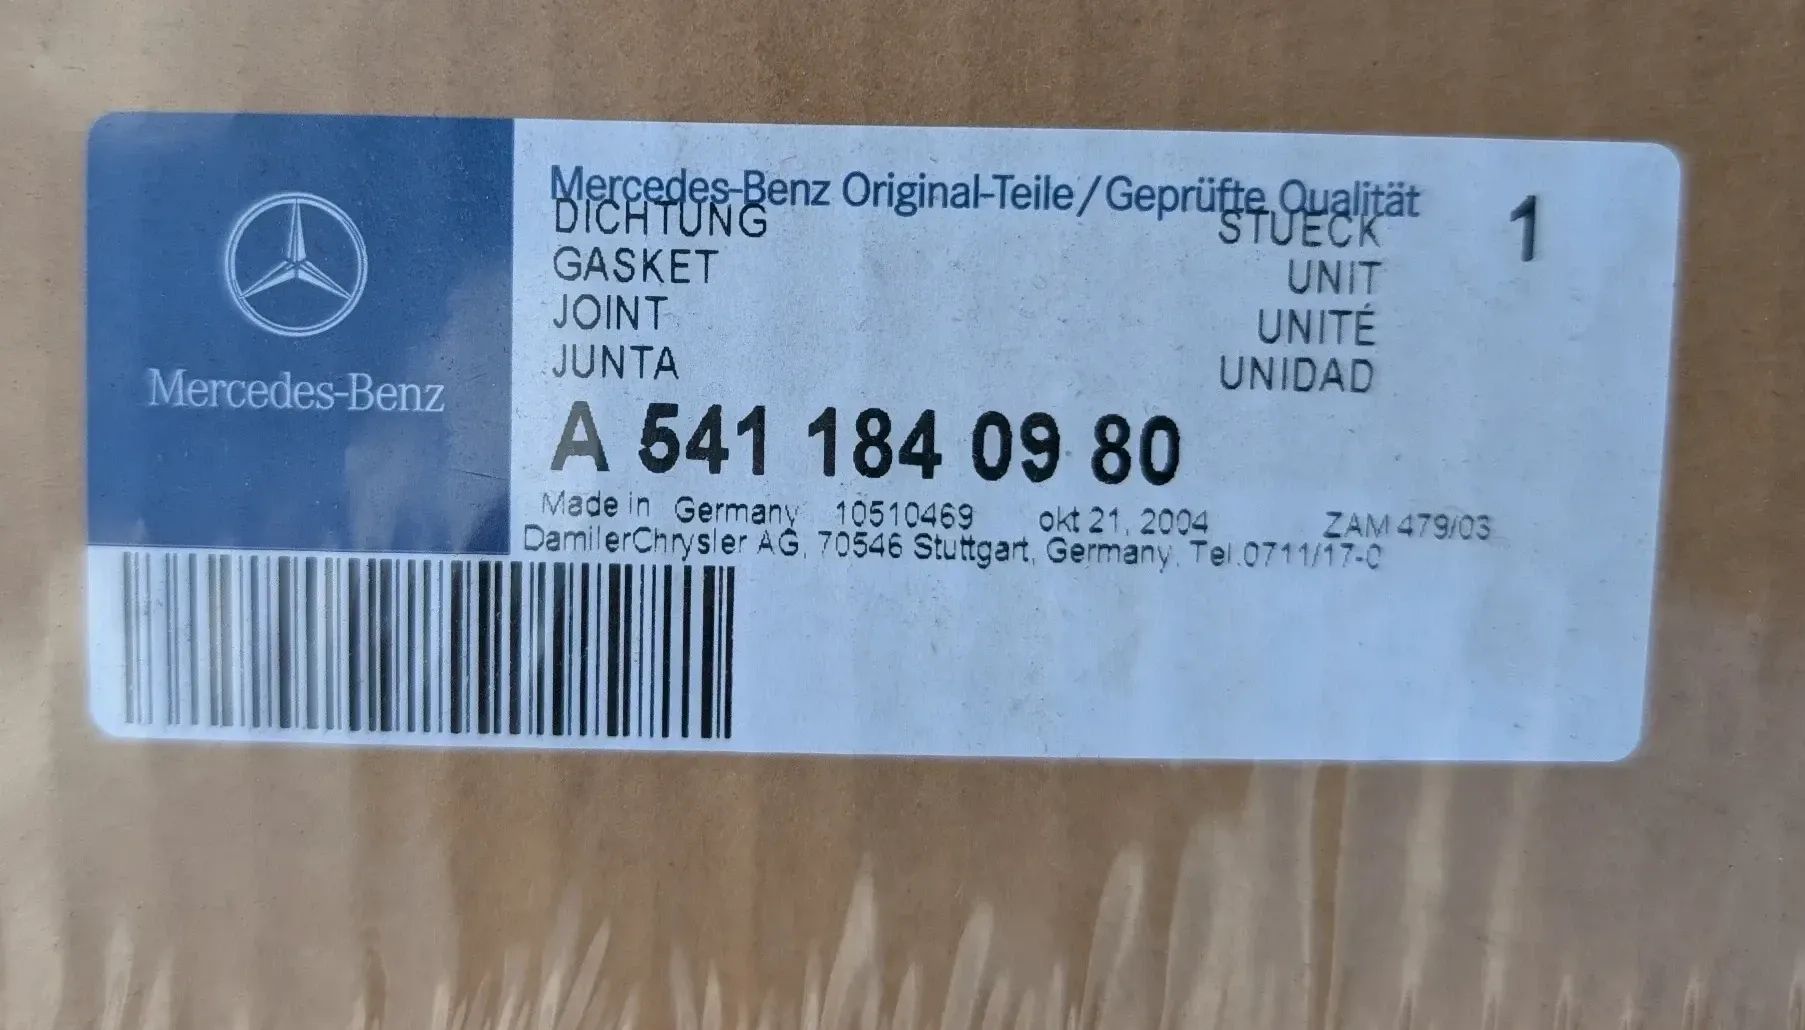 Mercedes-Benz
Mercedes-Benz Original-Teile/Geprüfte Qualität
DICHTUNG STUECK 1
GASKET UNIT
JOINT UNITÉ
JUNTA UNIDAD
A 541 184 09 80
Made in Germany 10510469 okt 21, 2004 ZAM 479/03
DamilerChrysler AG, 70546 Stuttgart, Germany, Tel.0711/17-0